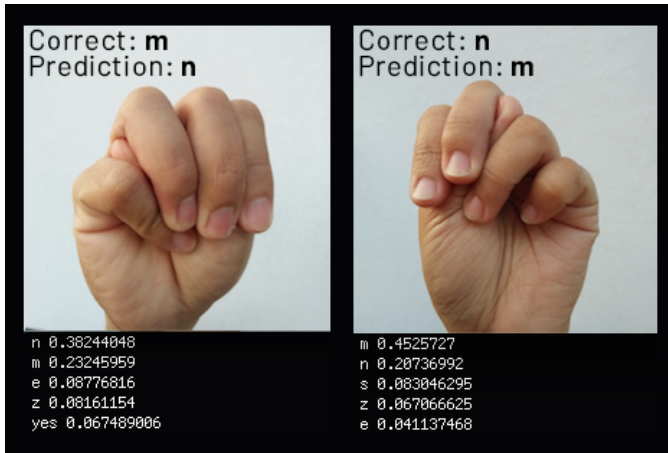 Correct: m
Prediction: n
n 0.38244048
m 0.23245959
e 0.08776816
z 0.08161154
yes 0.067489006
Correct: n
Prediction: m
m 0.4525727
n 0.20736992
s 0.083046295
z 0.067066625
e 0.041137468